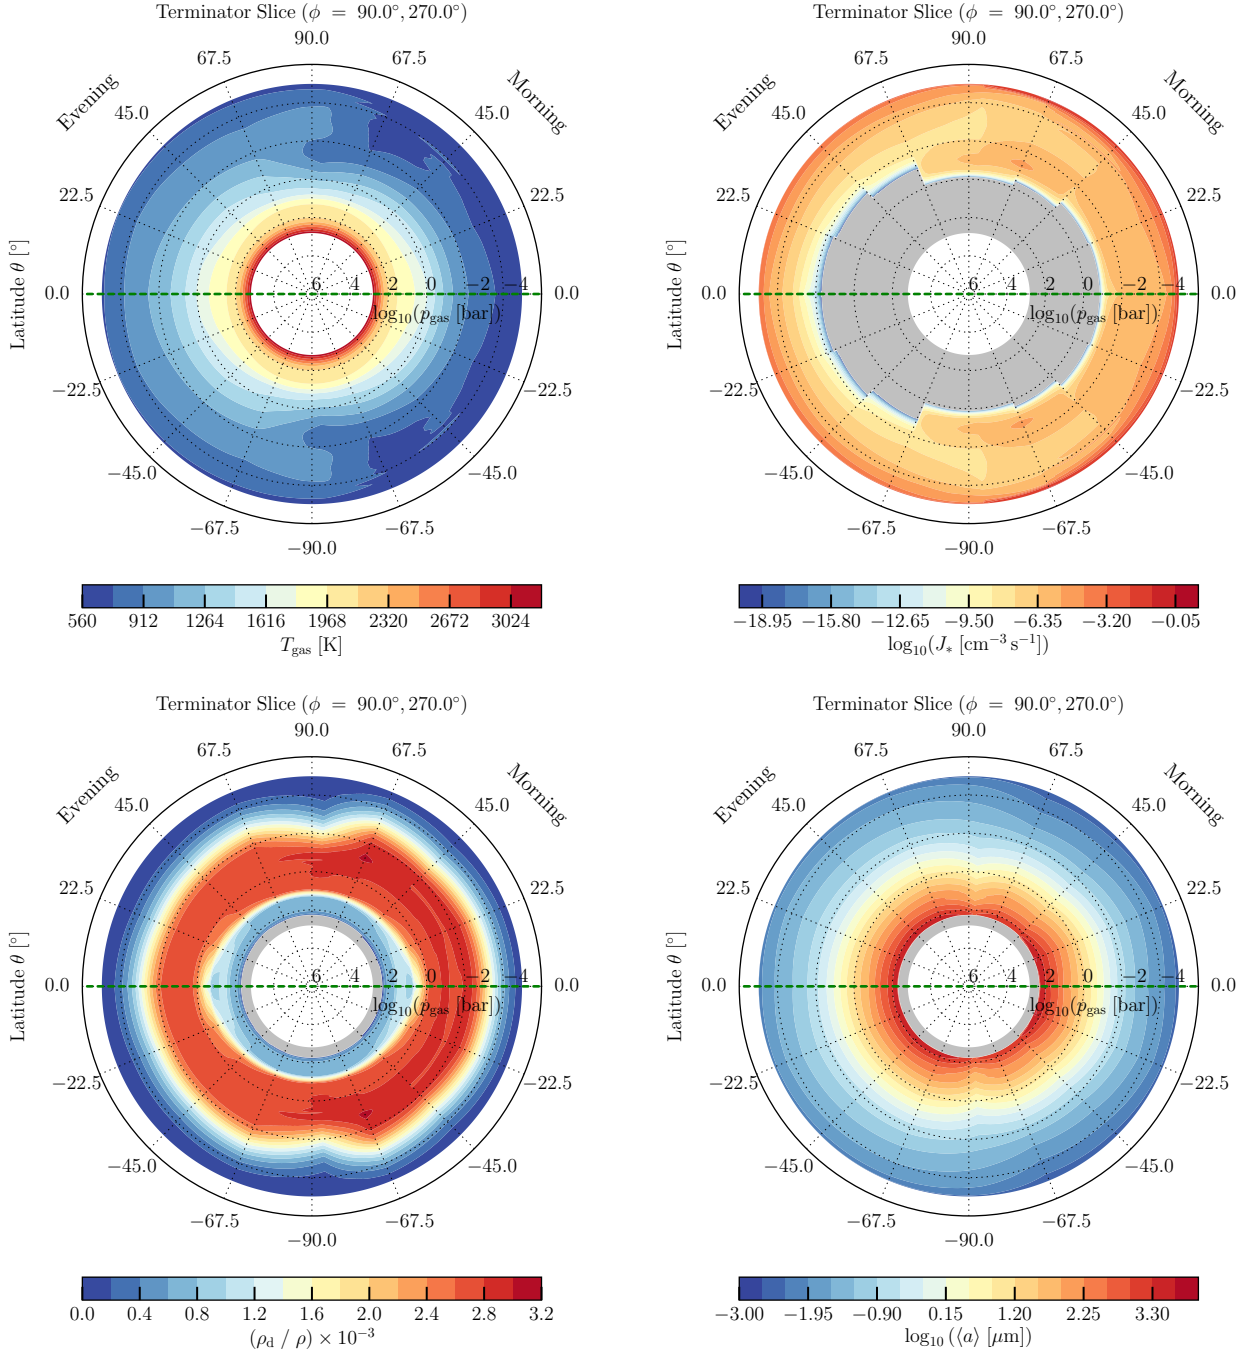 Terminator Slice (ϕ = 90.0°, 270.0°)
90.0
67.5
67.5
Evening
Morning
45.0
45.0
22.5
22.5
Latitude θ [°]
0.0
6 4 2 0 −2 −4
0.0
log₁₀(p_gas [bar])
−22.5
−22.5
−45.0
−45.0
−67.5
−67.5
−90.0
560 912 1264 1616 1968 2320 2672 3024
T_gas [K]
Terminator Slice (ϕ = 90.0°, 270.0°)
90.0
67.5
67.5
Evening
Morning
45.0
45.0
22.5
22.5
Latitude θ [°]
0.0
6 4 2 0 −2 −4
0.0
log₁₀(p_gas [bar])
−22.5
−22.5
−45.0
−45.0
−67.5
−67.5
−90.0
−18.95 −15.80 −12.65 −9.50 −6.35 −3.20 −0.05
log₁₀(J_* [cm⁻³ s⁻¹])
Terminator Slice (ϕ = 90.0°, 270.0°)
90.0
67.5
67.5
Evening
Morning
45.0
45.0
22.5
22.5
Latitude θ [°]
0.0
6 4 2 0 −2 −4
0.0
log₁₀(p_gas [bar])
−22.5
−22.5
−45.0
−45.0
−67.5
−67.5
−90.0
0.0 0.4 0.8 1.2 1.6 2.0 2.4 2.8 3.2
(ρ_d / ρ) × 10⁻³
Terminator Slice (ϕ = 90.0°, 270.0°)
90.0
67.5
67.5
Evening
Morning
45.0
45.0
22.5
22.5
Latitude θ [°]
0.0
6 4 2 0 −2 −4
0.0
log₁₀(p_gas [bar])
−22.5
−22.5
−45.0
−45.0
−67.5
−67.5
−90.0
−3.00 −1.95 −0.90 0.15 1.20 2.25 3.30
log₁₀ (⟨a⟩ [μm])